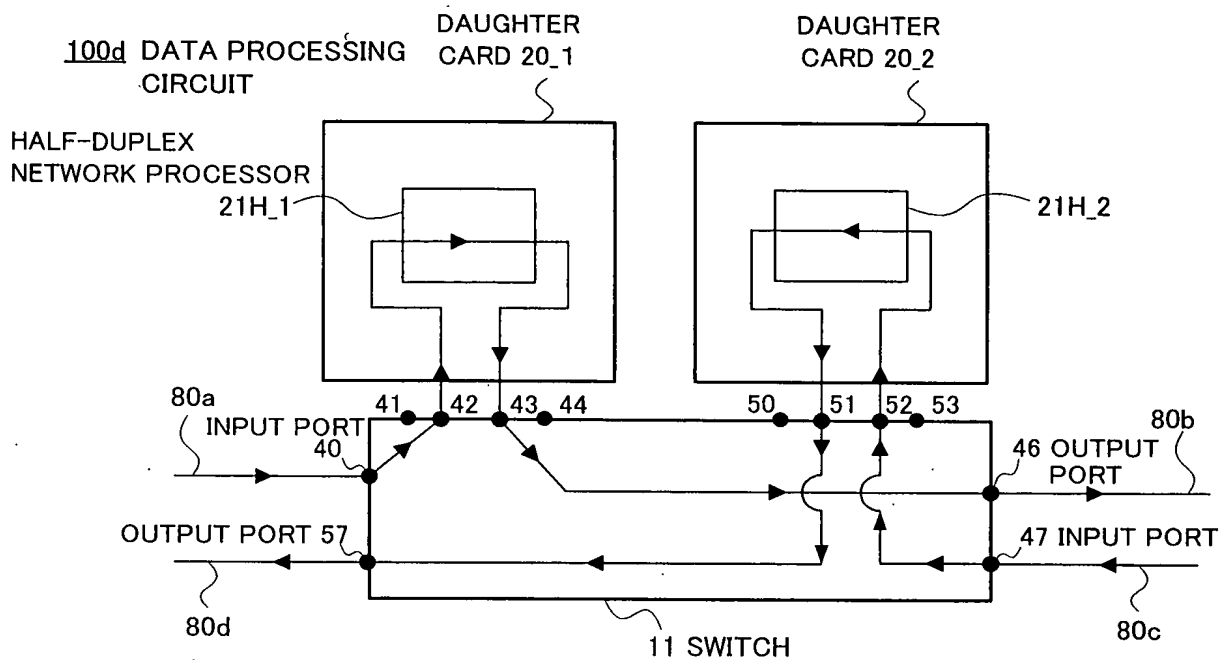 100d DATA PROCESSING
CIRCUIT
DAUGHTER
CARD 20_1
DAUGHTER
CARD 20_2
HALF-DUPLEX
NETWORK PROCESSOR
21H_1
21H_2
80a
INPUT PORT
40
41 42 43 44
50 51 52 53
80b
46 OUTPUT
PORT
OUTPUT PORT 57
47 INPUT PORT
80d
11 SWITCH
80c